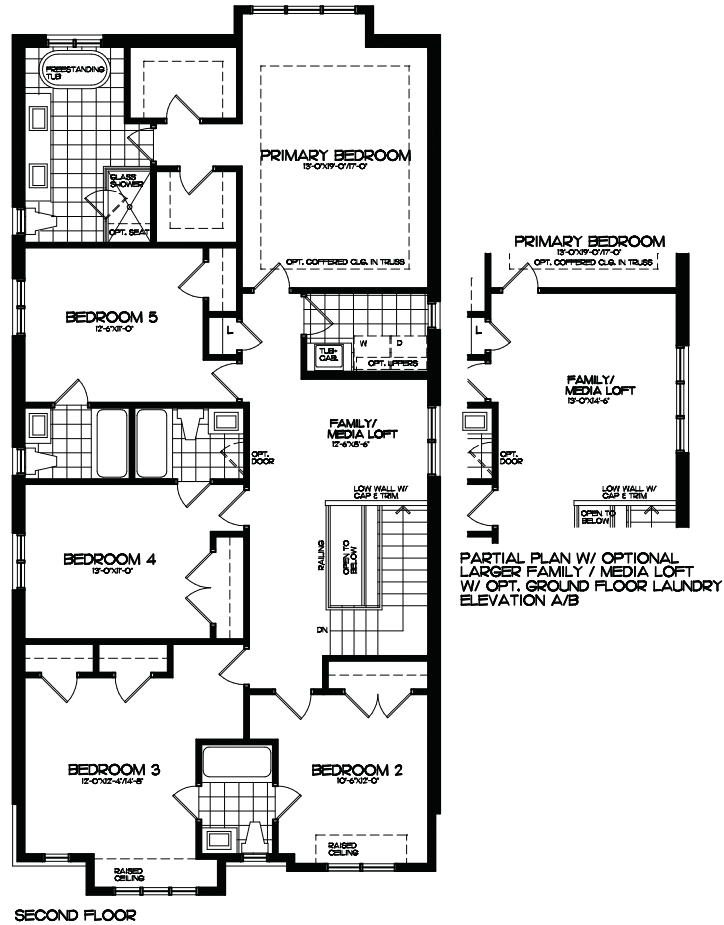 FREESTANDING
TUB
GLASS
SHOWER
OPT. SEAT
PRIMARY BEDROOM
13'-0"X19'-0"/17'-0"
OPT. COFFERED CLG. IN TRUSS
BEDROOM 5
12'-6"X11'-0"
L
W D
TUB-
CAB.
OPT. UPPERS
FAMILY/
MEDIA LOFT
12'-6"X15'-6"
OPT.
DOOR
LOW WALL W/
CAP & TRIM
BEDROOM 4
13'-0"X11'-0"
RAILING
OPEN TO
BELOW
DN
BEDROOM 3
12'-0"X12'-4"/14'-8"
BEDROOM 2
10'-6"X12'-0"
RAISED
CEILING
RAISED
CEILING
SECOND FLOOR
PRIMARY BEDROOM
13'-0"X19'-0"/17'-0"
OPT. COFFERED CLG. IN TRUSS
L
FAMILY/
MEDIA LOFT
13'-0"X14'-6"
OPT.
DOOR
LOW WALL W/
CAP & TRIM
OPEN TO
BELOW
PARTIAL PLAN W/ OPTIONAL
LARGER FAMILY / MEDIA LOFT
W/ OPT. GROUND FLOOR LAUNDRY
ELEVATION A/B